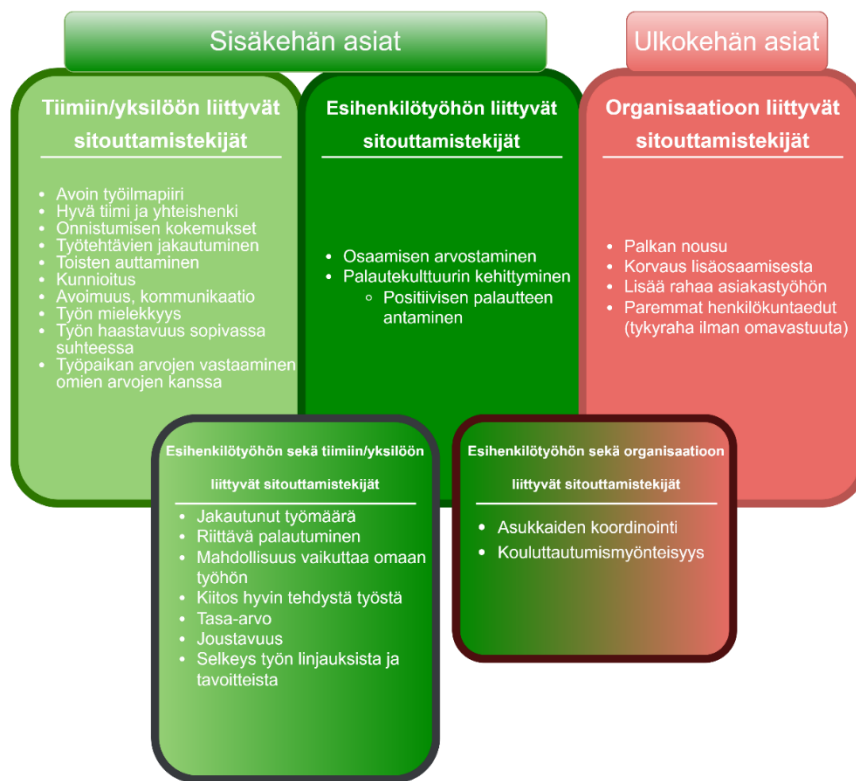 Sisäkehän asiat
Ulkokehän asiat
Tiimiin/yksilöön liittyvät
sitouttamistekijät
• Avoin työilmapiiri
• Hyvä tiimi ja yhteishenki
• Onnistumisen kokemukset
• Työtehtävien jakautuminen
• Toisten auttaminen
• Kunnioitus
• Avoimuus, kommunikaatio
• Työn mielekkyys
• Työn haastavuus sopivassa
suhteessa
• Työpaikan arvojen vastaaminen
omien arvojen kanssa
Esihenkilötyöhön liittyvät
sitouttamistekijät
• Osaamisen arvostaminen
• Palautekulttuurin kehittyminen
○ Positiivisen palautteen
antaminen
Organisaatioon liittyvät
sitouttamistekijät
• Palkan nousu
• Korvaus lisäosaamisesta
• Lisää rahaa asiakastyöhön
• Paremmat henkilökuntaedut
(tykyraha ilman omavastuuta)
Esihenkilötyöhön sekä tiimiin/yksilöön
liittyvät sitouttamistekijät
• Jakautunut työmäärä
• Riittävä palautuminen
• Mahdollisuus vaikuttaa omaan
työhön
• Kiitos hyvin tehdystä työstä
• Tasa-arvo
• Joustavuus
• Selkeys työn linjauksista ja
tavoitteista
Esihenkilötyöhön sekä organisaatioon
liittyvät sitouttamistekijät
• Asukkaiden koordinointi
• Kouluttautumismyönteisyys